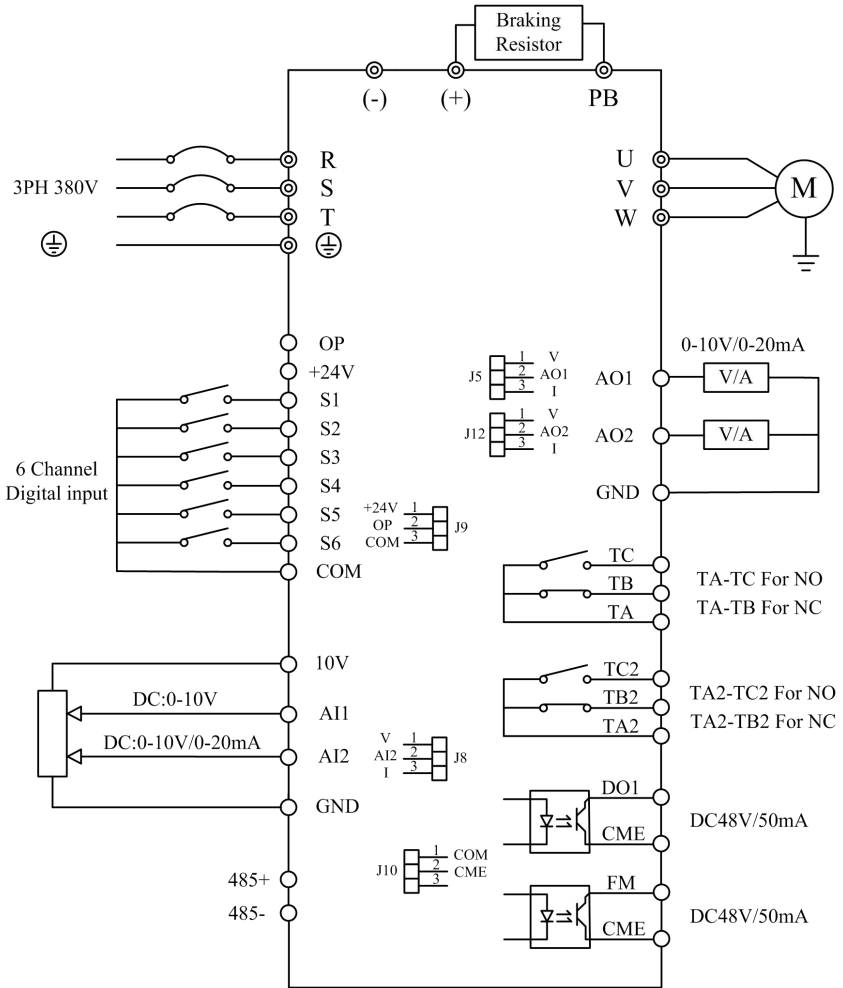 Braking
Resistor
(-)
(+)
PB
3PH 380V
R
S
T
U
V
W
M
OP
+24V
S1
S2
S3
S4
S5
S6
COM
6 Channel
Digital input
+24V 1
OP 2
COM 3
J9
J5
1 V
2 AO1
3 I
J12
1 V
2 AO2
3 I
0-10V/0-20mA
AO1
V/A
AO2
V/A
GND
TC
TB
TA
TA-TC For NO
TA-TB For NC
TC2
TB2
TA2
TA2-TC2 For NO
TA2-TB2 For NC
10V
DC:0-10V
AI1
DC:0-10V/0-20mA
AI2
GND
V 1
AI2 2
I 3
J8
J10
1 COM
2 CME
3
DO1
CME
DC48V/50mA
FM
CME
DC48V/50mA
485+
485-